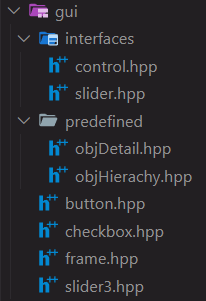 gui
interfaces
control.hpp
slider.hpp
predefined
objDetail.hpp
objHierachy.hpp
button.hpp
checkbox.hpp
frame.hpp
slider3.hpp